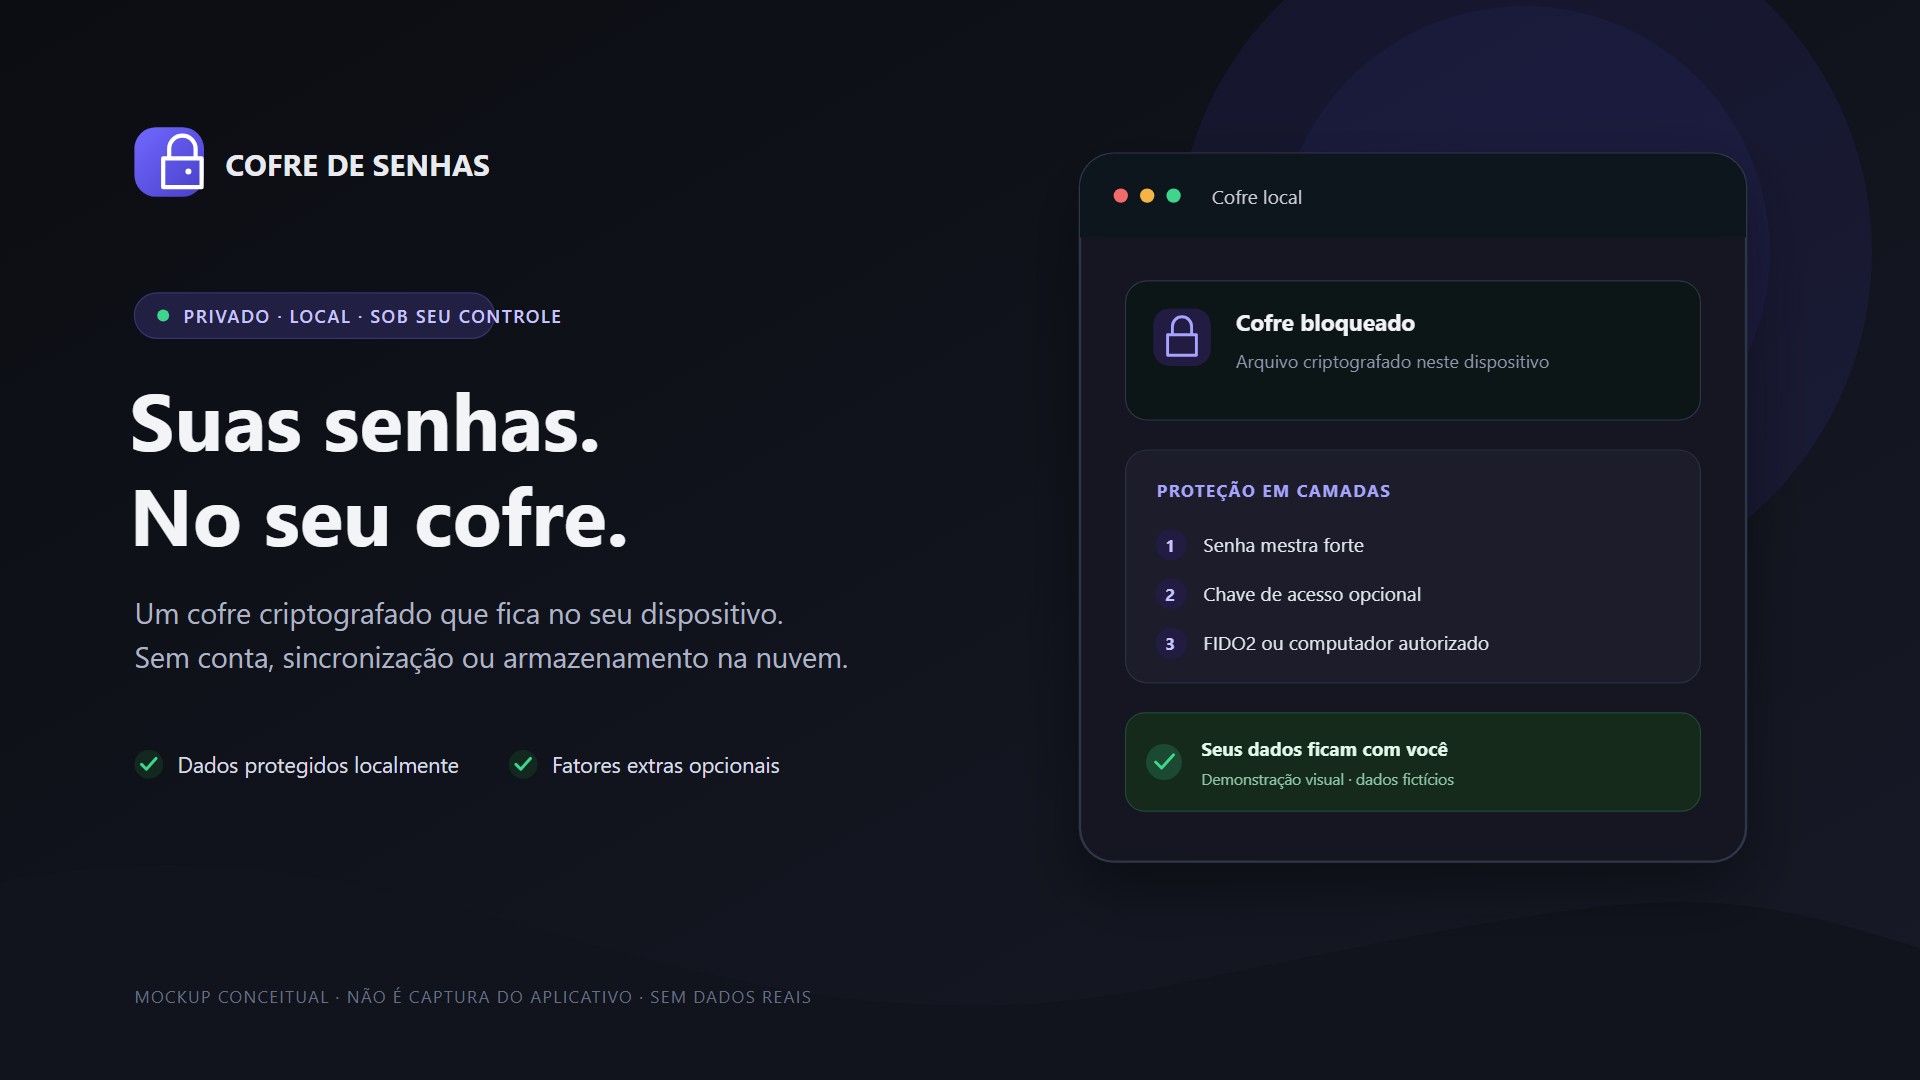 COFRE DE SENHAS
PRIVADO · LOCAL · SOB SEU CONTROLE
Suas senhas.
No seu cofre.
Um cofre criptografado que fica no seu dispositivo.
Sem conta, sincronização ou armazenamento na nuvem.
Dados protegidos localmente
Fatores extras opcionais
MOCKUP CONCEITUAL · NÃO É CAPTURA DO APLICATIVO · SEM DADOS REAIS
Cofre local
Cofre bloqueado
Arquivo criptografado neste dispositivo
PROTEÇÃO EM CAMADAS
1 Senha mestra forte
2 Chave de acesso opcional
3 FIDO2 ou computador autorizado
Seus dados ficam com você
Demonstração visual · dados fictícios